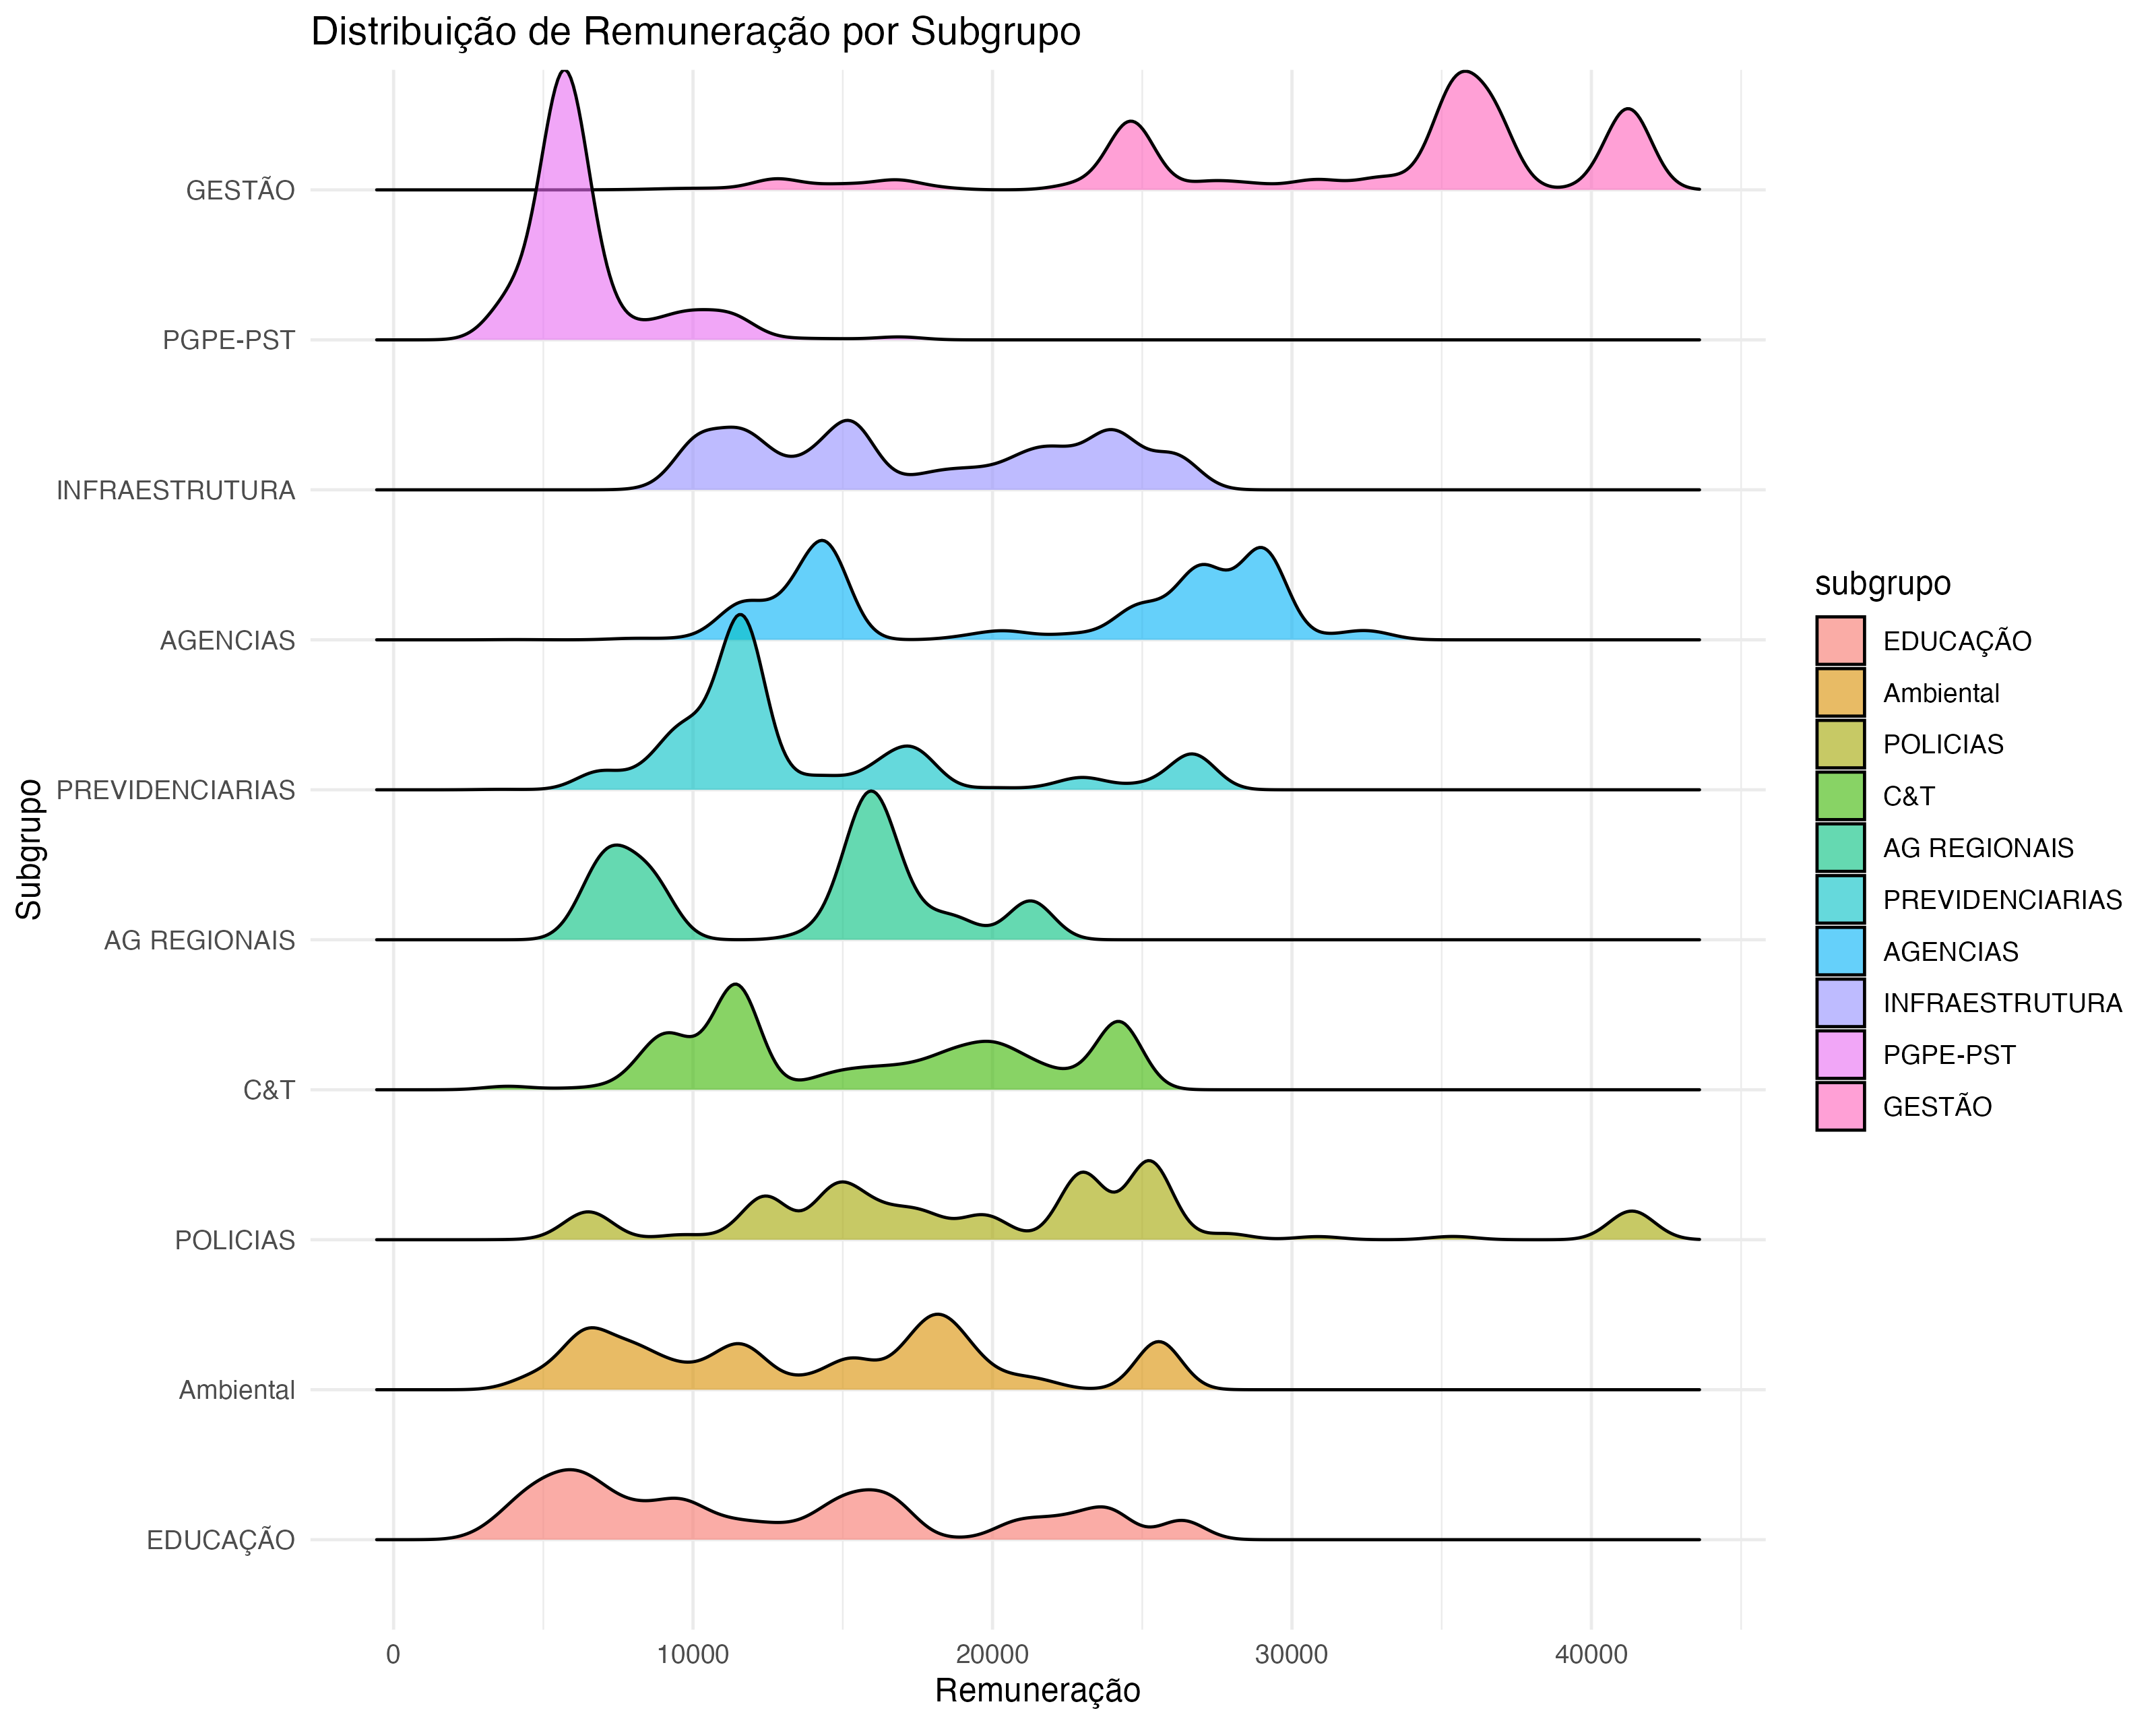 Distribuição de Remuneração por Subgrupo
GESTÃO
PGPE-PST
INFRAESTRUTURA
AGENCIAS
PREVIDENCIARIAS
AG REGIONAIS
C&T
POLICIAS
Ambiental
EDUCAÇÃO
Subgrupo
0 10000 20000 30000 40000
Remuneração
subgrupo
EDUCAÇÃO
Ambiental
POLICIAS
C&T
AG REGIONAIS
PREVIDENCIARIAS
AGENCIAS
INFRAESTRUTURA
PGPE-PST
GESTÃO